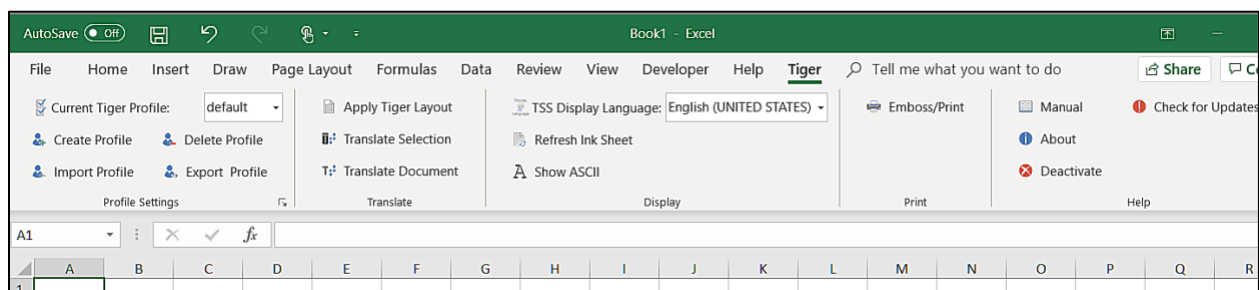 AutoSave Off Book1 - Excel
File Home Insert Draw Page Layout Formulas Data Review View Developer Help Tiger Tell me what you want to do Share
Current Tiger Profile: default Apply Tiger Layout TSS Display Language: English (UNITED STATES) Emboss/Print Manual Check for Updates
Create Profile Delete Profile Translate Selection Refresh Ink Sheet About
Import Profile Export Profile Translate Document Show ASCII Deactivate
Profile Settings Translate Display Print Help
A1 fx
A B C D E F G H I J K L M N O P Q R
1